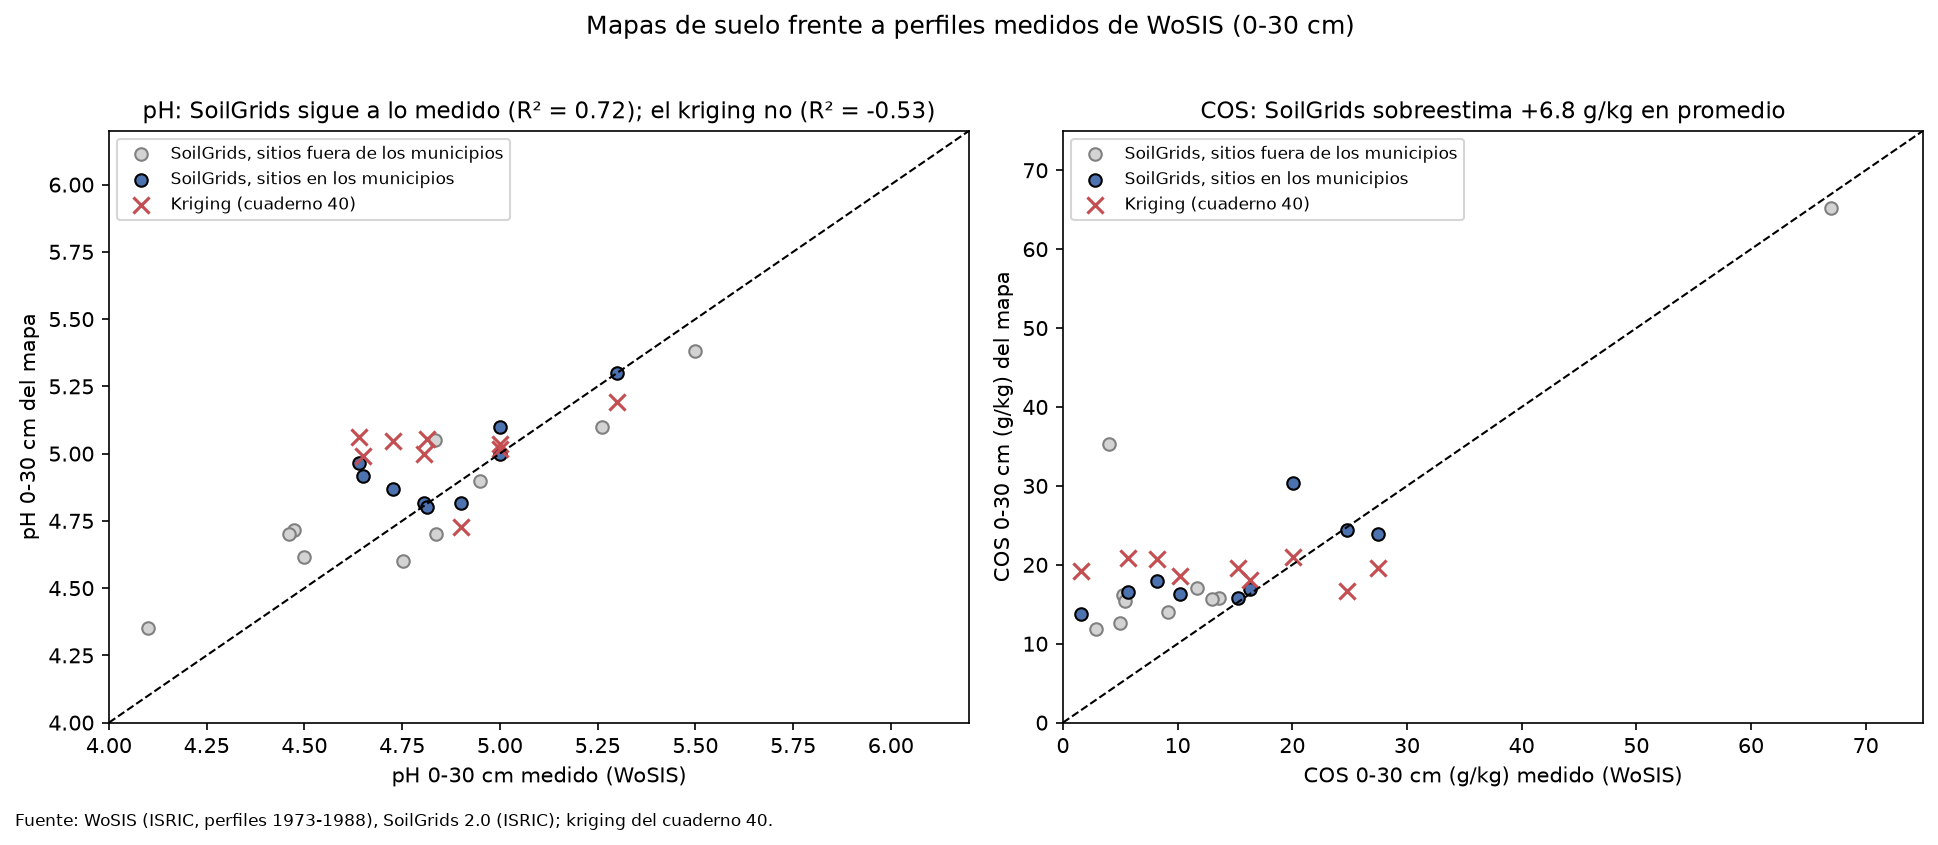 Mapas de suelo frente a perfiles medidos de WoSIS (0-30 cm)
pH: SoilGrids sigue a lo medido (R² = 0.72); el kriging no (R² = -0.53)
SoilGrids, sitios fuera de los municipios
SoilGrids, sitios en los municipios
Kriging (cuaderno 40)
pH 0-30 cm del mapa
6.00
5.75
5.50
5.25
5.00
4.75
4.50
4.25
4.00
4.00 4.25 4.50 4.75 5.00 5.25 5.50 5.75 6.00
pH 0-30 cm medido (WoSIS)
COS: SoilGrids sobreestima +6.8 g/kg en promedio
SoilGrids, sitios fuera de los municipios
SoilGrids, sitios en los municipios
Kriging (cuaderno 40)
COS 0-30 cm (g/kg) del mapa
70
60
50
40
30
20
10
0
0 10 20 30 40 50 60 70
COS 0-30 cm (g/kg) medido (WoSIS)
Fuente: WoSIS (ISRIC, perfiles 1973-1988), SoilGrids 2.0 (ISRIC); kriging del cuaderno 40.